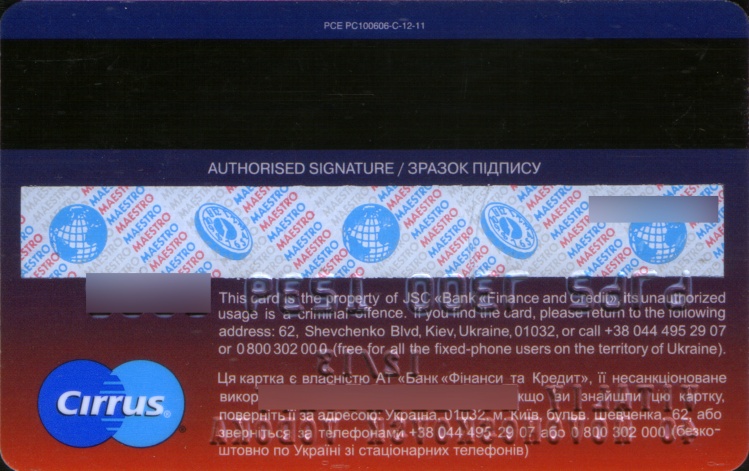 PCE PC100606-C-12-11
AUTHORISED SIGNATURE / ЗРАЗОК ПІДПИСУ
MAESTRO MAESTRO MAESTRO MAESTRO
This card is the property of JSC «Bank «Finance and Credit», its unauthorized
usage is a criminal offence. If you find the card, please return to the following
address: 62, Shevchenko Blvd, Kiev, Ukraine, 01032, or call +38 044 495 29 07
or 0 800 302 000 (free for all the fixed-phone users on the territory of Ukraine).
Ця картка є власністю АТ «Банк «Фінанси та Кредит», її несанкціоноване
викор якщо ви знайшли цю картку,
поверніть за адресою: Україна, 01032, м. Київ, бульв. Шевченка, 62, або
зверніться за телефонами +38 044 495 29 07 або 0 800 302 000 (безко-
штовно по Україні зі стаціонарних телефонів)
Cirrus